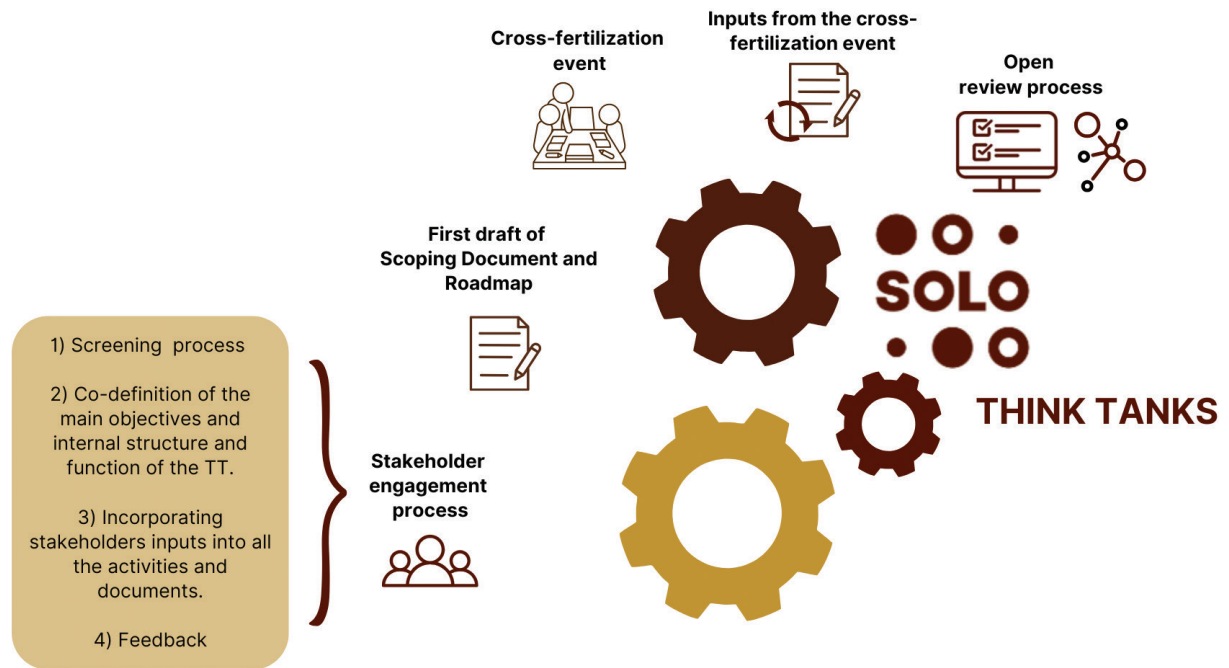 Cross-fertilization
event
Inputs from the cross-
fertilization event
Open
review process
First draft of
Scoping Document and
Roadmap
SOLO
THINK TANKS
1) Screening process
2) Co-definition of the
main objectives and
internal structure and
function of the TT.
3) Incorporating
stakeholders inputs into all
the activities and
documents.
4) Feedback
Stakeholder
engagement
process